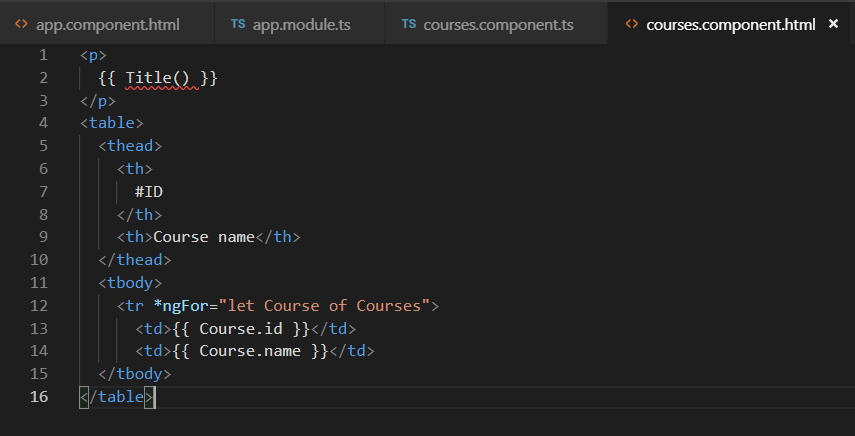 <> app.component.html TS app.module.ts TS courses.component.ts <> courses.component.html ×
1 <p>
2   {{ Title() }}
3 </p>
4 <table>
5   <thead>
6     <th>
7       #ID
8     </th>
9     <th>Course name</th>
10   </thead>
11   <tbody>
12     <tr *ngFor="let Course of Courses">
13       <td>{{ Course.id }}</td>
14       <td>{{ Course.name }}</td>
15   </tbody>
16 </table>